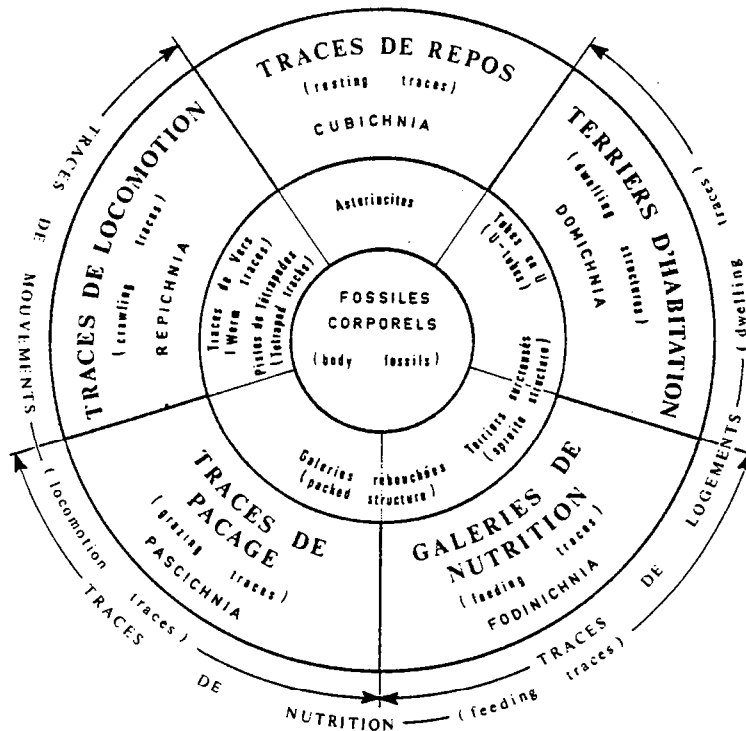 TRACES DE REPOS
(resting traces)
CUBICHNIA
TERRIERS D'HABITATION
(dwelling structures)
DOMICHNIA
GALERIES DE
NUTRITION
(feeding traces)
FODINICHNIA
TRACES DE
PACAGE
(grazing traces)
PASCICHNIA
TRACES DE LOCOMOTION
(crawling traces)
REPICHNIA
Asteriacites
Tubes en U
(U-tubes)
Terriers
(spreite structure)
Galeries rebouchées
(packed structure)
Traces de Vers
(Worm traces)
Pistes de Tétrapodes
(Tetrapod tracks)
FOSSILES
CORPORELS
(body fossils)
TRACES DE MOUVEMENTS
(locomotion traces)
TRACES DE NUTRITION
(feeding traces)
TRACES DE LOGEMENTS
(dwelling traces)